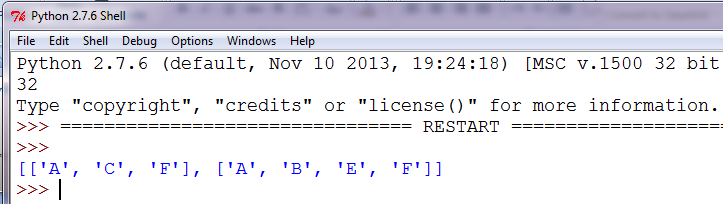 Python 2.7.6 Shell
File Edit Shell Debug Options Windows Help
Python 2.7.6 (default, Nov 10 2013, 19:24:18) [MSC v.1500 32 bit
32
Type "copyright", "credits" or "license()" for more information.
>>> ================================ RESTART ====================
>>>
[['A', 'C', 'F'], ['A', 'B', 'E', 'F']]
>>>